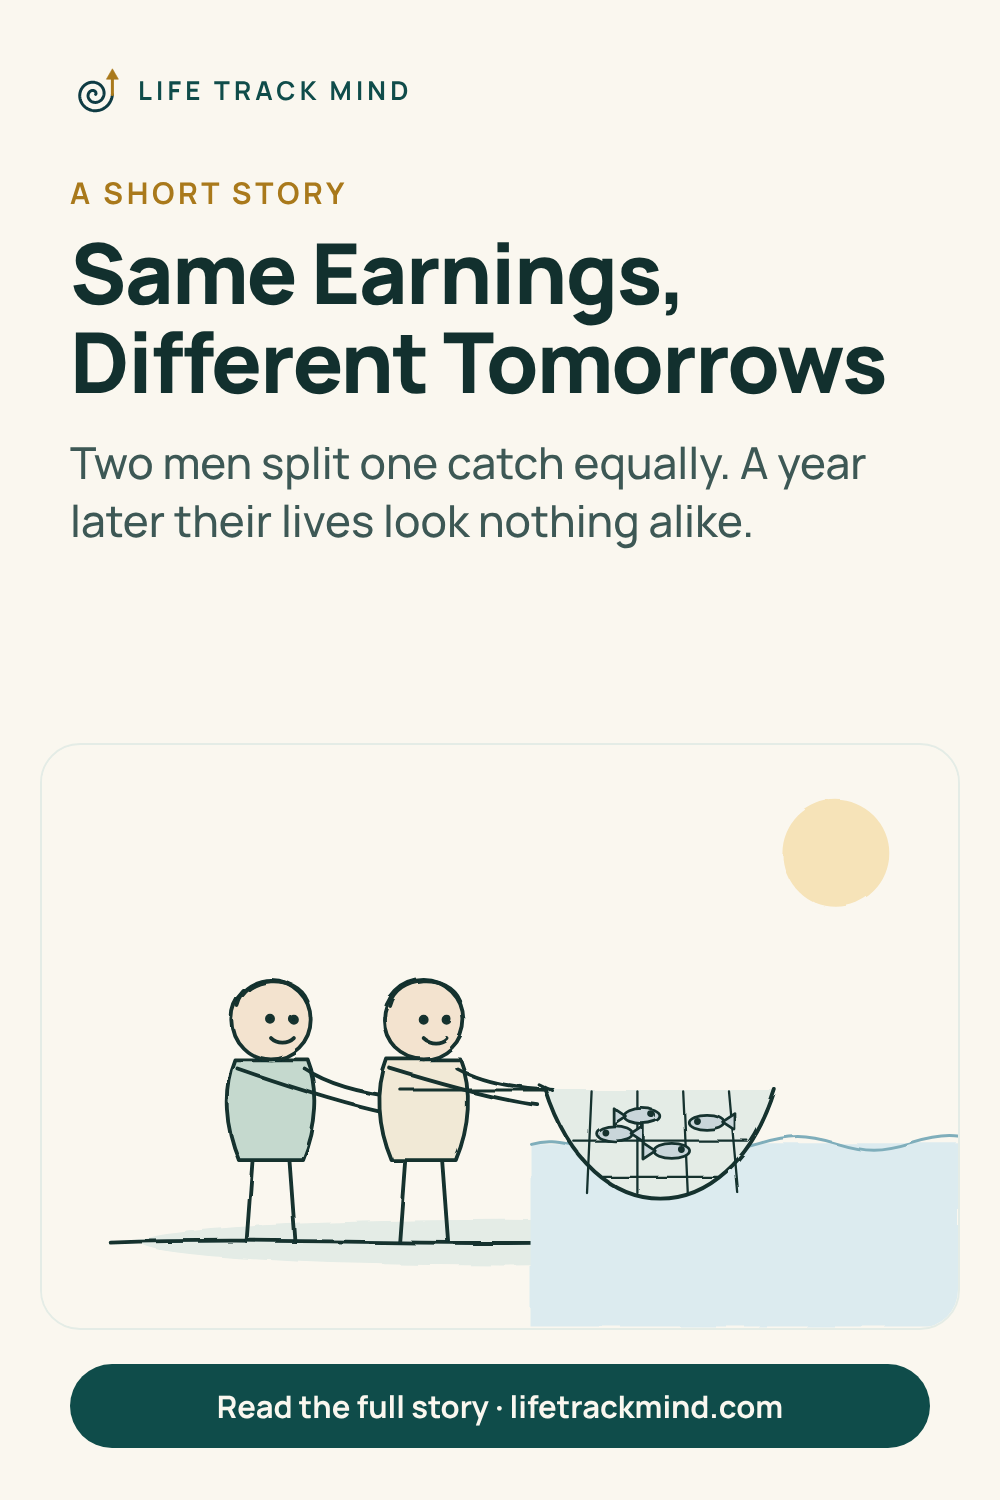 LIFE TRACK MIND
A SHORT STORY
Same Earnings,
Different Tomorrows
Two men split one catch equally. A year
later their lives look nothing alike.
Read the full story · lifetrackmind.com